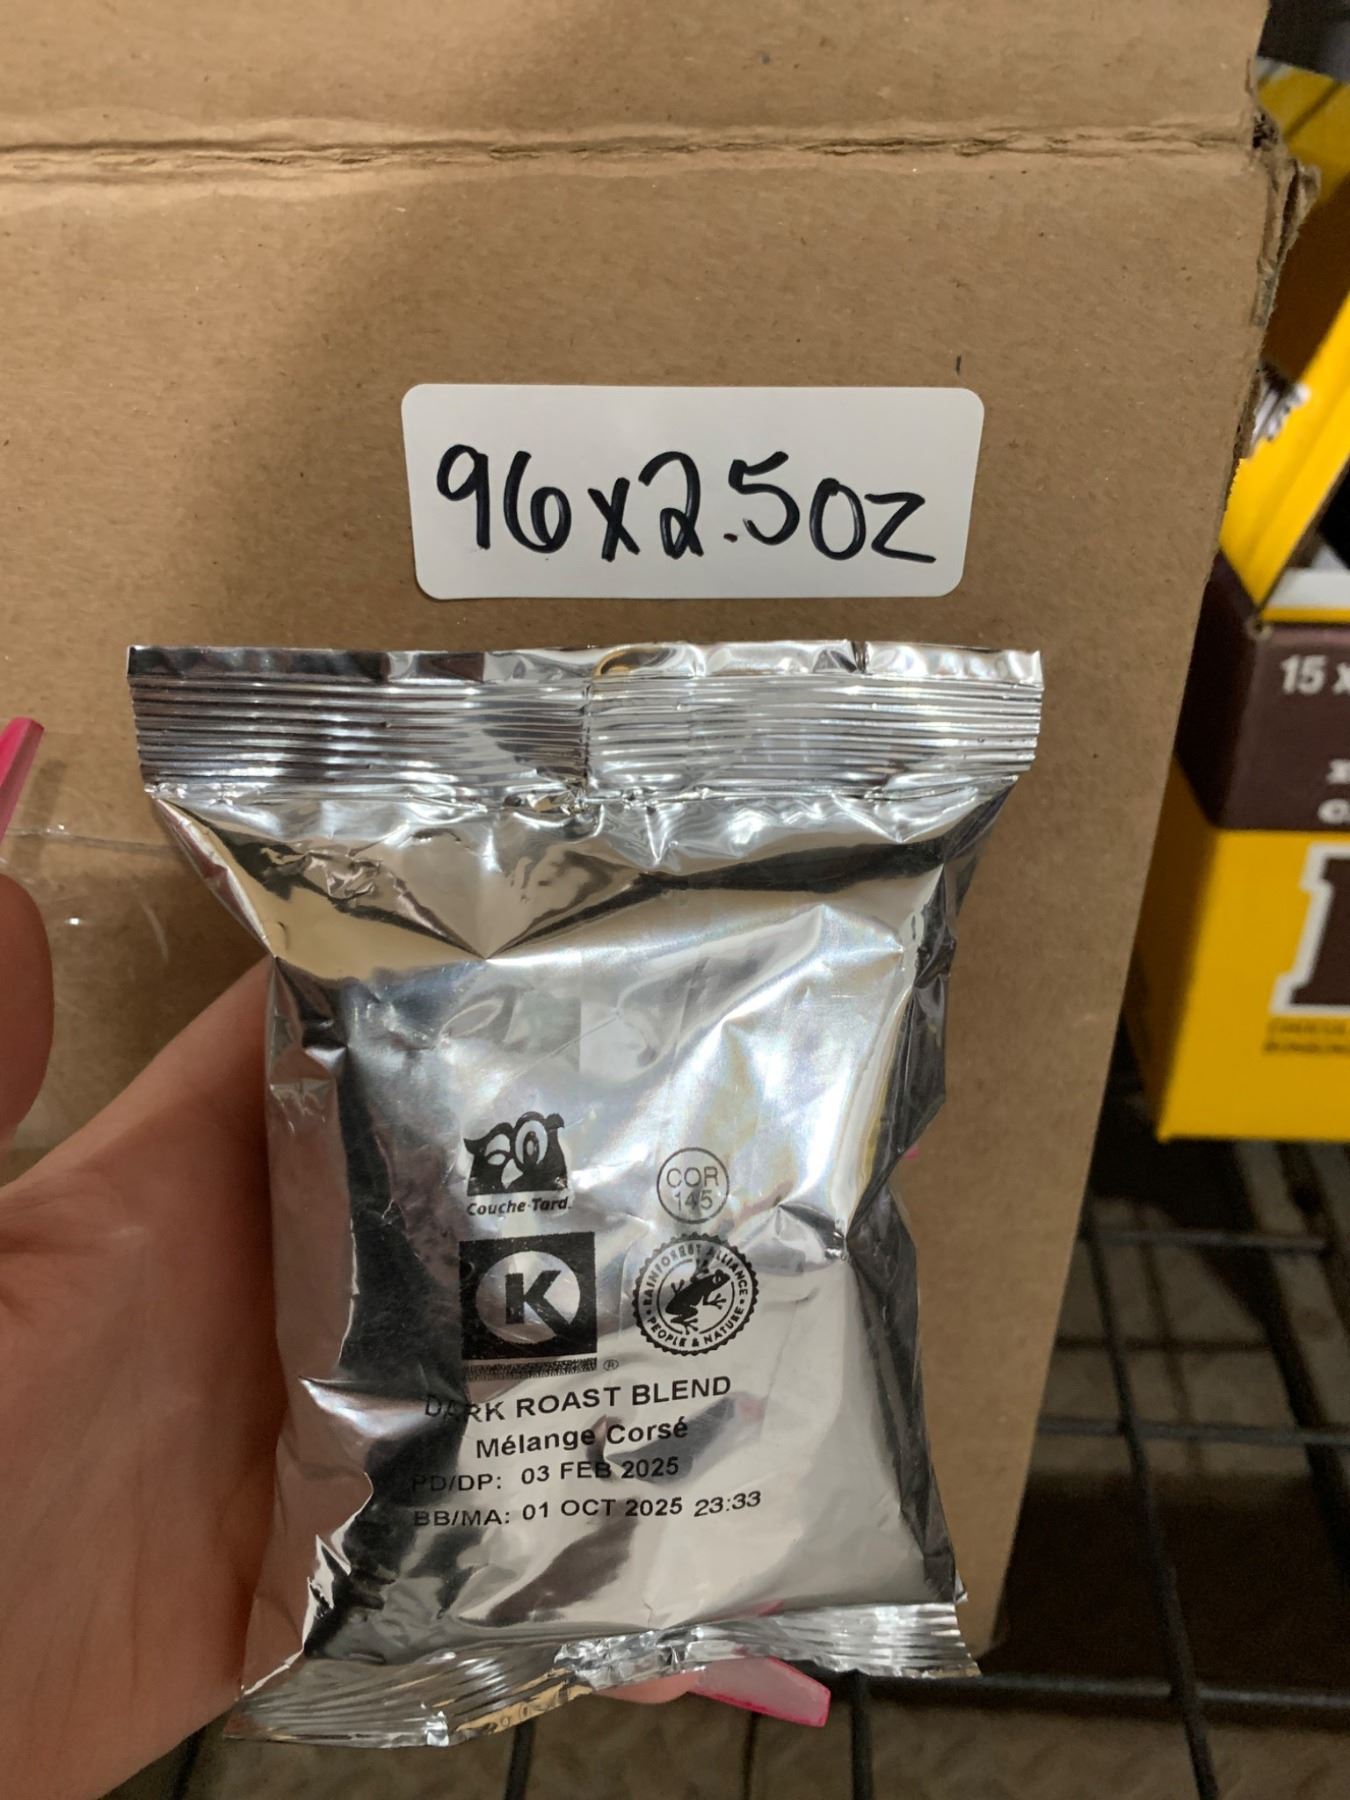 96x2.5oz
15 x
Couche-Tard
COR
145
K
®
RAINFOREST ALLIANCE
PEOPLE & NATURE
DARK ROAST BLEND
Mélange Corsé
PD/DP: 03 FEB 2025
BB/MA: 01 OCT 2025 23:33